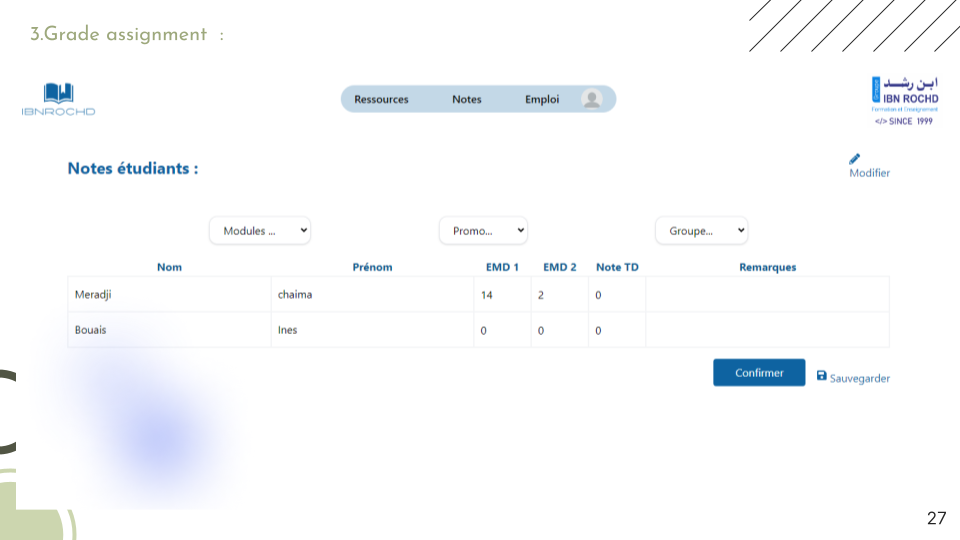 3.Grade assignment :
IBNROCHD
Ressources Notes Emploi
ابن رشد
IBN ROCHD
Formation et Enseignement
</> SINCE 1999
Notes étudiants :
Modifier
Modules ... Promo... Groupe...
Nom Prénom EMD 1 EMD 2 Note TD Remarques
Meradji chaima 14 2 0
Bouais Ines 0 0 0
Confirmer Sauvegarder
27